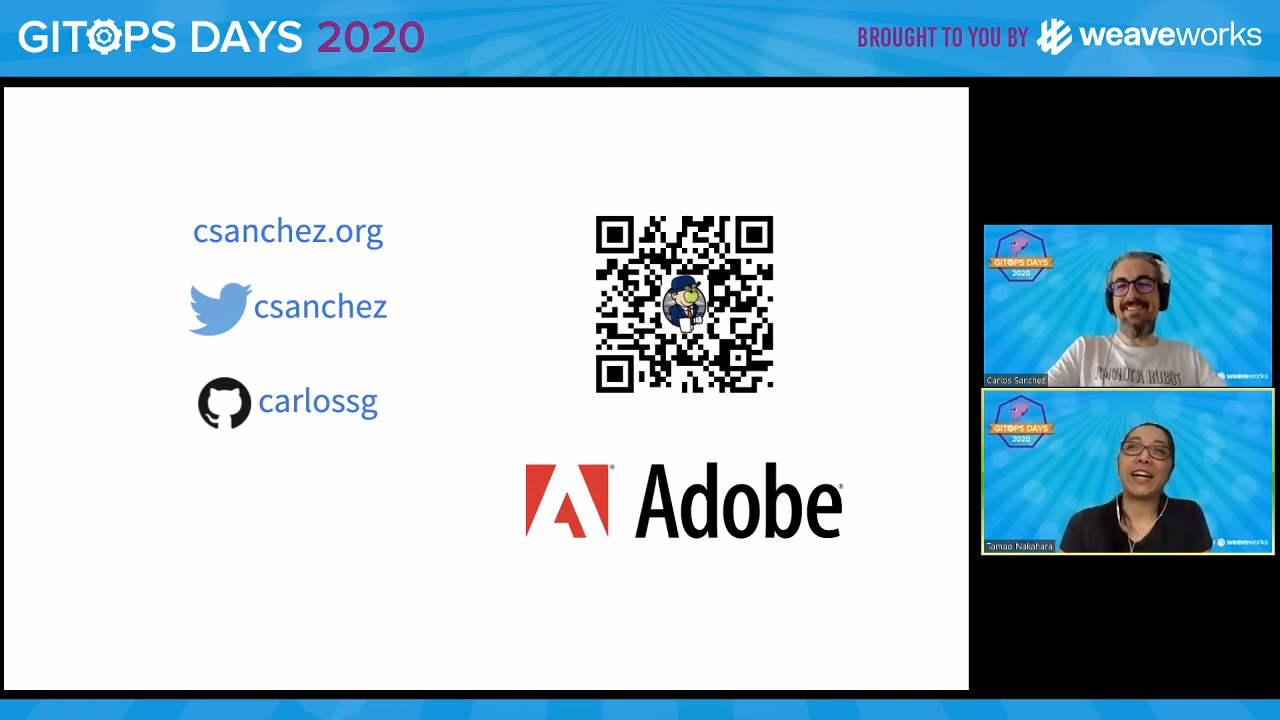 GITOPS DAYS 2020
BROUGHT TO YOU BY weaveworks
csanchez.org
csanchez
carlossg
Adobe
GITOPS DAYS
2020
Carlos Sanchez
weaveworks
GITOPS DAYS
2020
Tamao Nakahara
weaveworks